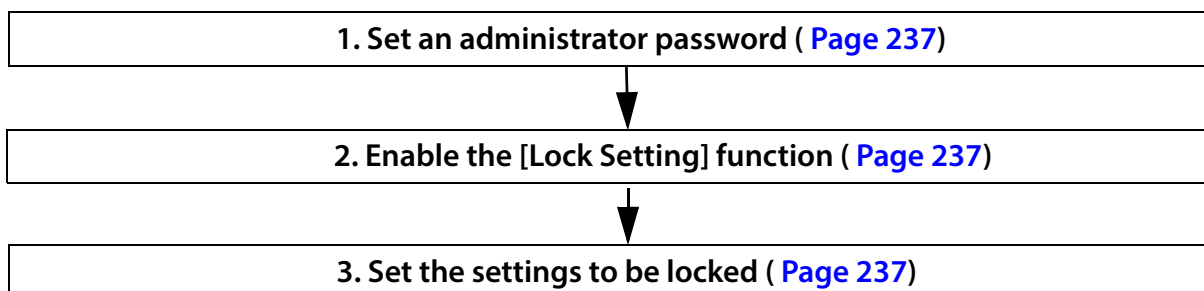 1. Set an administrator password ( Page 237)
2. Enable the [Lock Setting] function ( Page 237)
3. Set the settings to be locked ( Page 237)